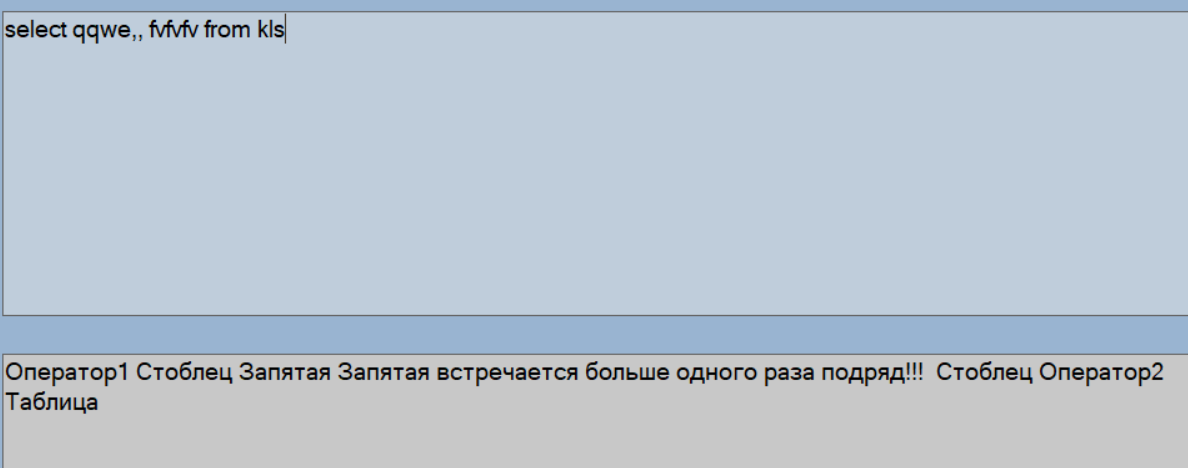 select qqwe,, fvfvfv from kls
Оператор1 Стоблец Запятая Запятая встречается больше одного раза подряд!!!  Стоблец Оператор2
Таблица